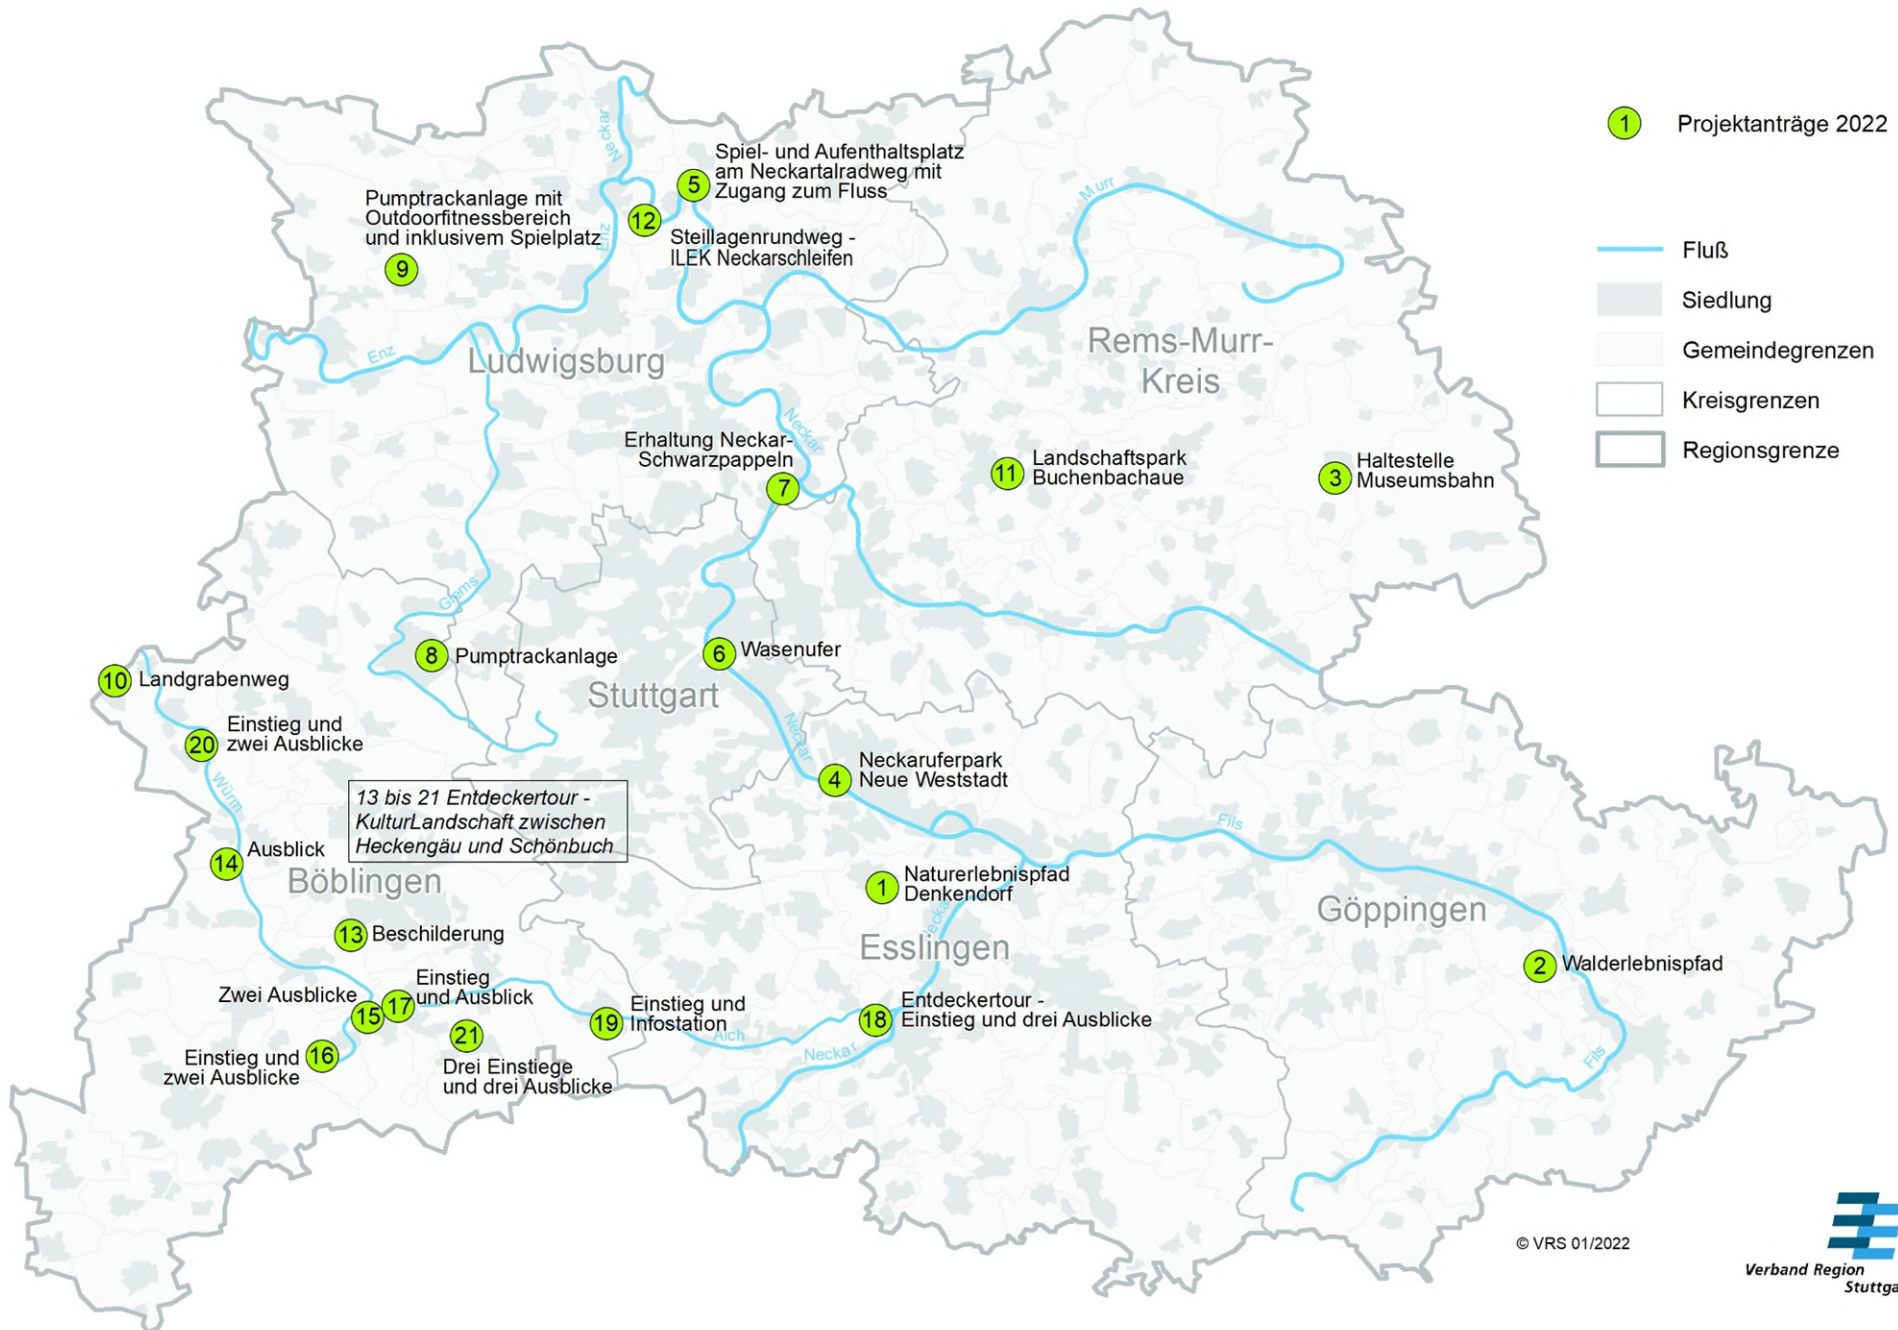 1 Projektanträge 2022
Fluß
Siedlung
Gemeindegrenzen
Kreisgrenzen
Regionsgrenze
Neckar
5 Spiel- und Aufenthaltsplatz
am Neckartalradweg mit
Zugang zum Fluss
Murr
Pumptrackanlage mit
Outdoorfitnessbereich
und inklusivem Spielplatz
9
12
Steillagenrundweg -
ILEK Neckarschleifen
Enz
Enz
Ludwigsburg
Rems-Murr-
Kreis
Neckar
Erhaltung Neckar-
Schwarzpappeln
7
11 Landschaftspark
Buchenbachaue
3 Haltestelle
Museumsbahn
Glems
8 Pumptrackanlage
6 Wasenufer
10 Landgrabenweg
Stuttgart
20 Einstieg und
zwei Ausblicke
Neckar
Würm
4 Neckaruferpark
Neue Weststadt
13 bis 21 Entdeckertour -
KulturLandschaft zwischen
Heckengäu und Schönbuch
Fils
14 Ausblick
Böblingen
1 Naturerlebnispfad
Denkendorf
Neckar
Göppingen
13 Beschilderung
Esslingen
2 Walderlebnispfad
17 Einstieg
und Ausblick
Zwei Ausblicke
15
19 Einstieg und
Infostation
18 Entdeckertour -
Einstieg und drei Ausblicke
Aich
Neckar
16 Einstieg und
zwei Ausblicke
21
Drei Einstiege
und drei Ausblicke
Fils
© VRS 01/2022
Verband Region
Stuttga